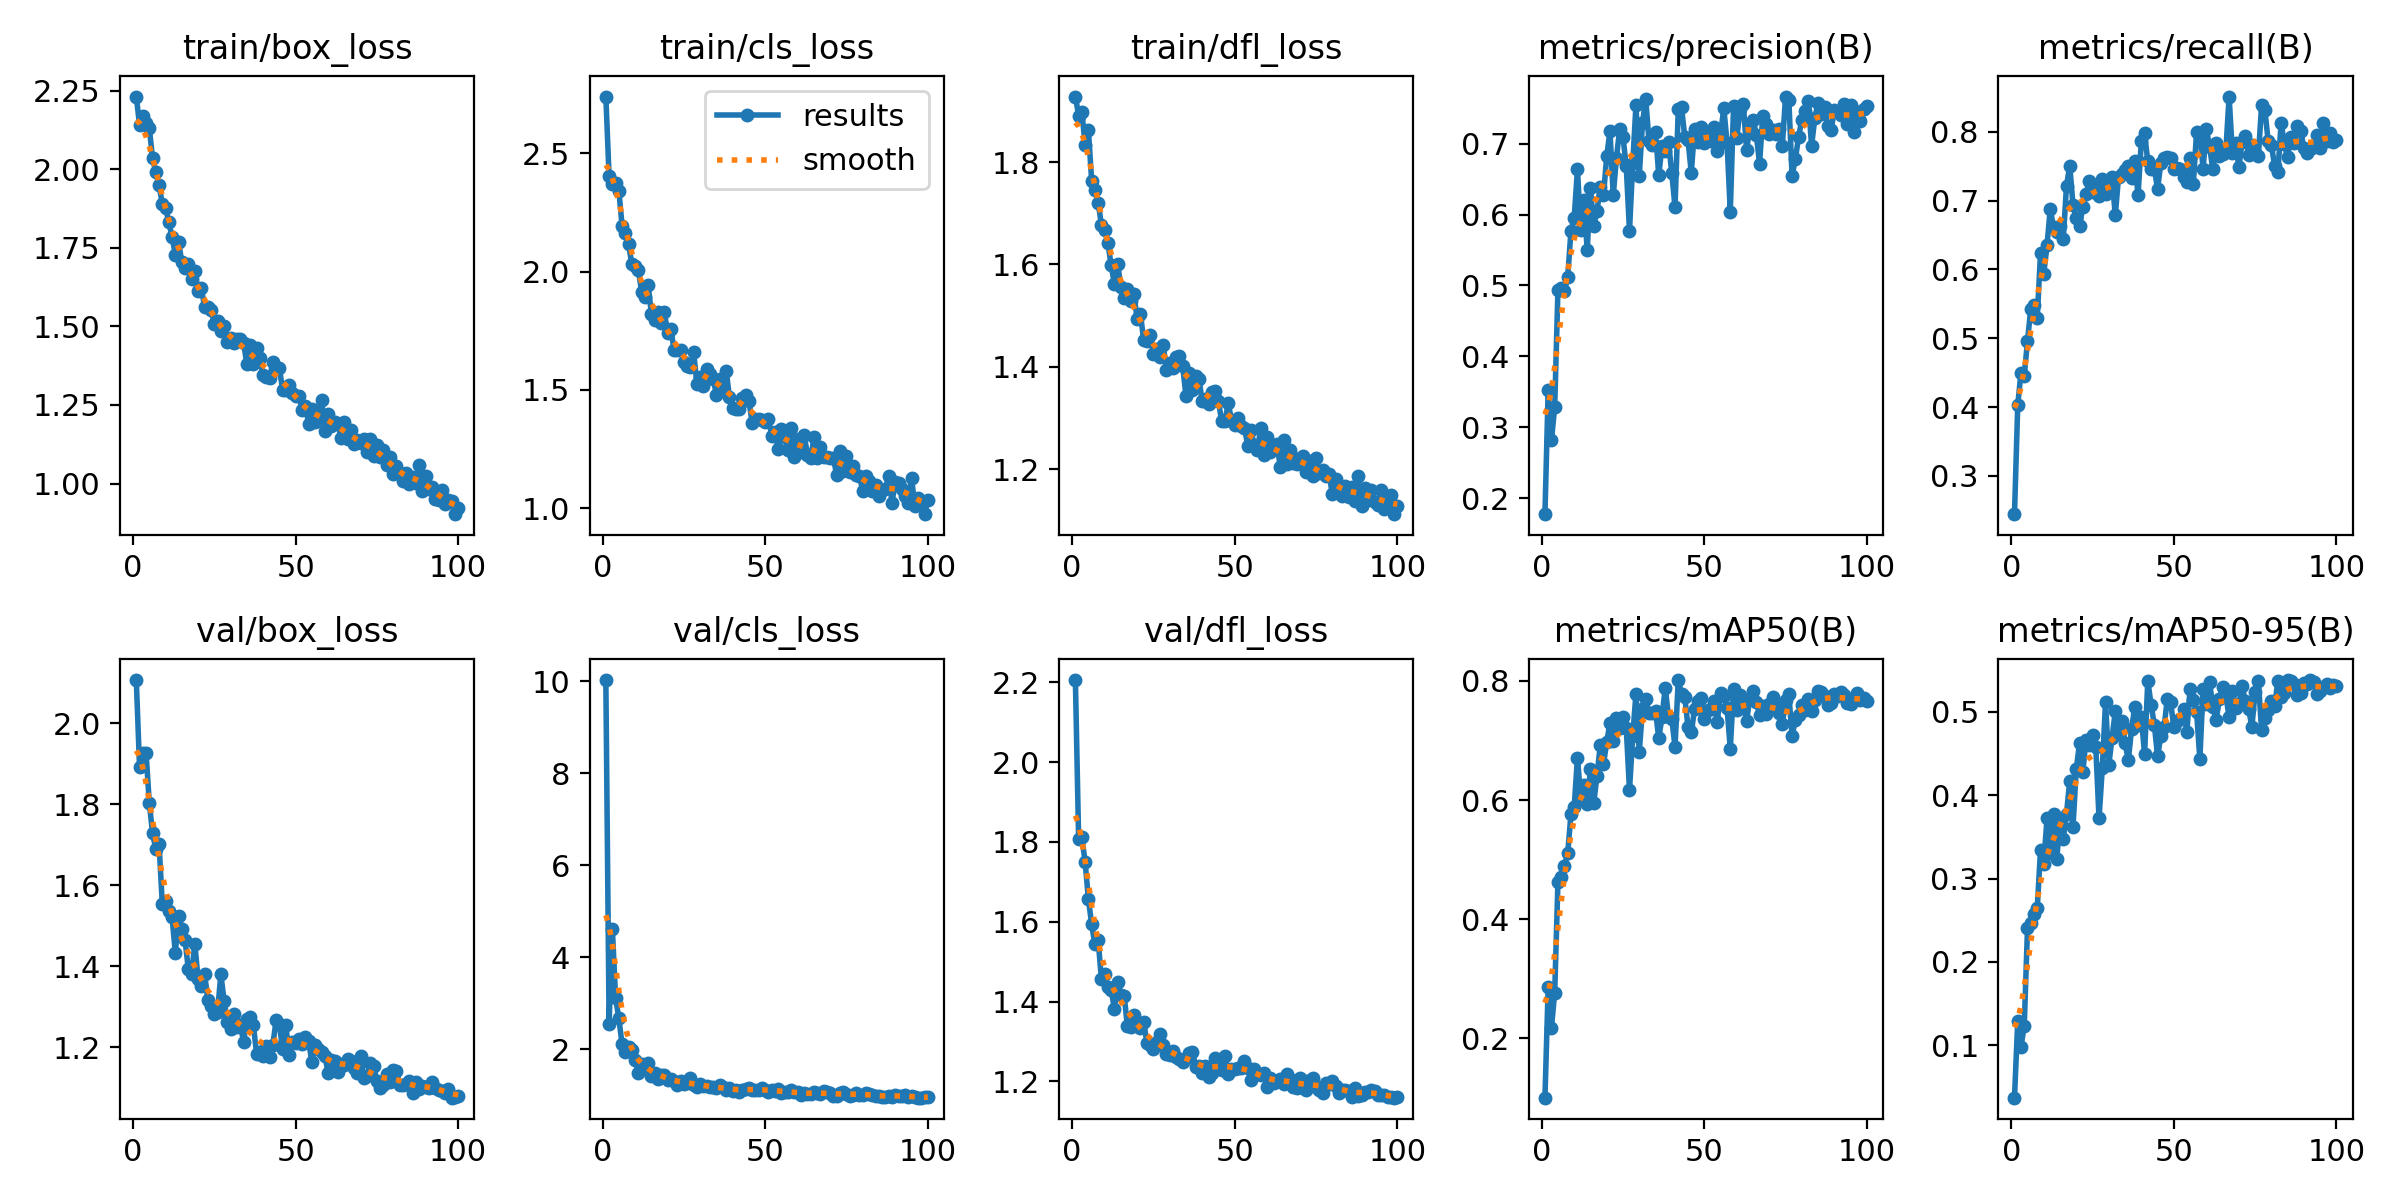 train/box_loss
2.25
2.00
1.75
1.50
1.25
1.00
0 50 100
train/cls_loss
results
smooth
2.5
2.0
1.5
1.0
0 50 100
train/dfl_loss
1.8
1.6
1.4
1.2
0 50 100
metrics/precision(B)
0.7
0.6
0.5
0.4
0.3
0.2
0 50 100
metrics/recall(B)
0.8
0.7
0.6
0.5
0.4
0.3
0 50 100
val/box_loss
2.0
1.8
1.6
1.4
1.2
0 50 100
val/cls_loss
10
8
6
4
2
0 50 100
val/dfl_loss
2.2
2.0
1.8
1.6
1.4
1.2
0 50 100
metrics/mAP50(B)
0.8
0.6
0.4
0.2
0 50 100
metrics/mAP50-95(B)
0.5
0.4
0.3
0.2
0.1
0 50 100